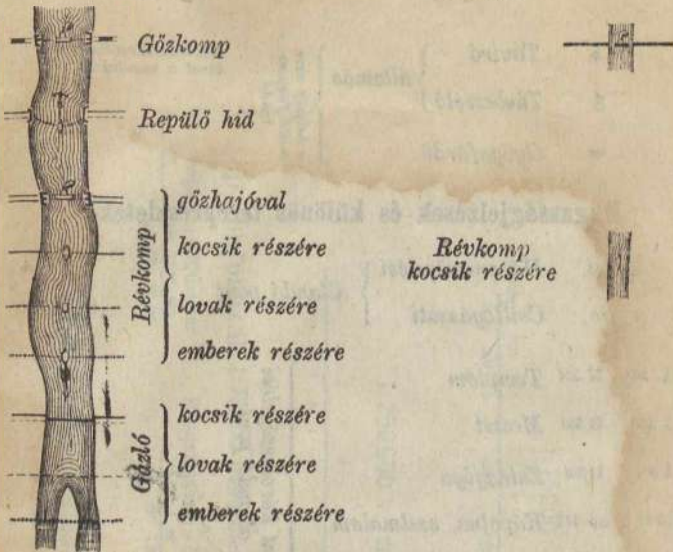 Gőzkomp
Repülő hid
Révkomp
gőzhajóval
kocsik részére
lovak részére
emberek részére
Gázló
kocsik részére
lovak részére
emberek részére
Révkomp
kocsik részére